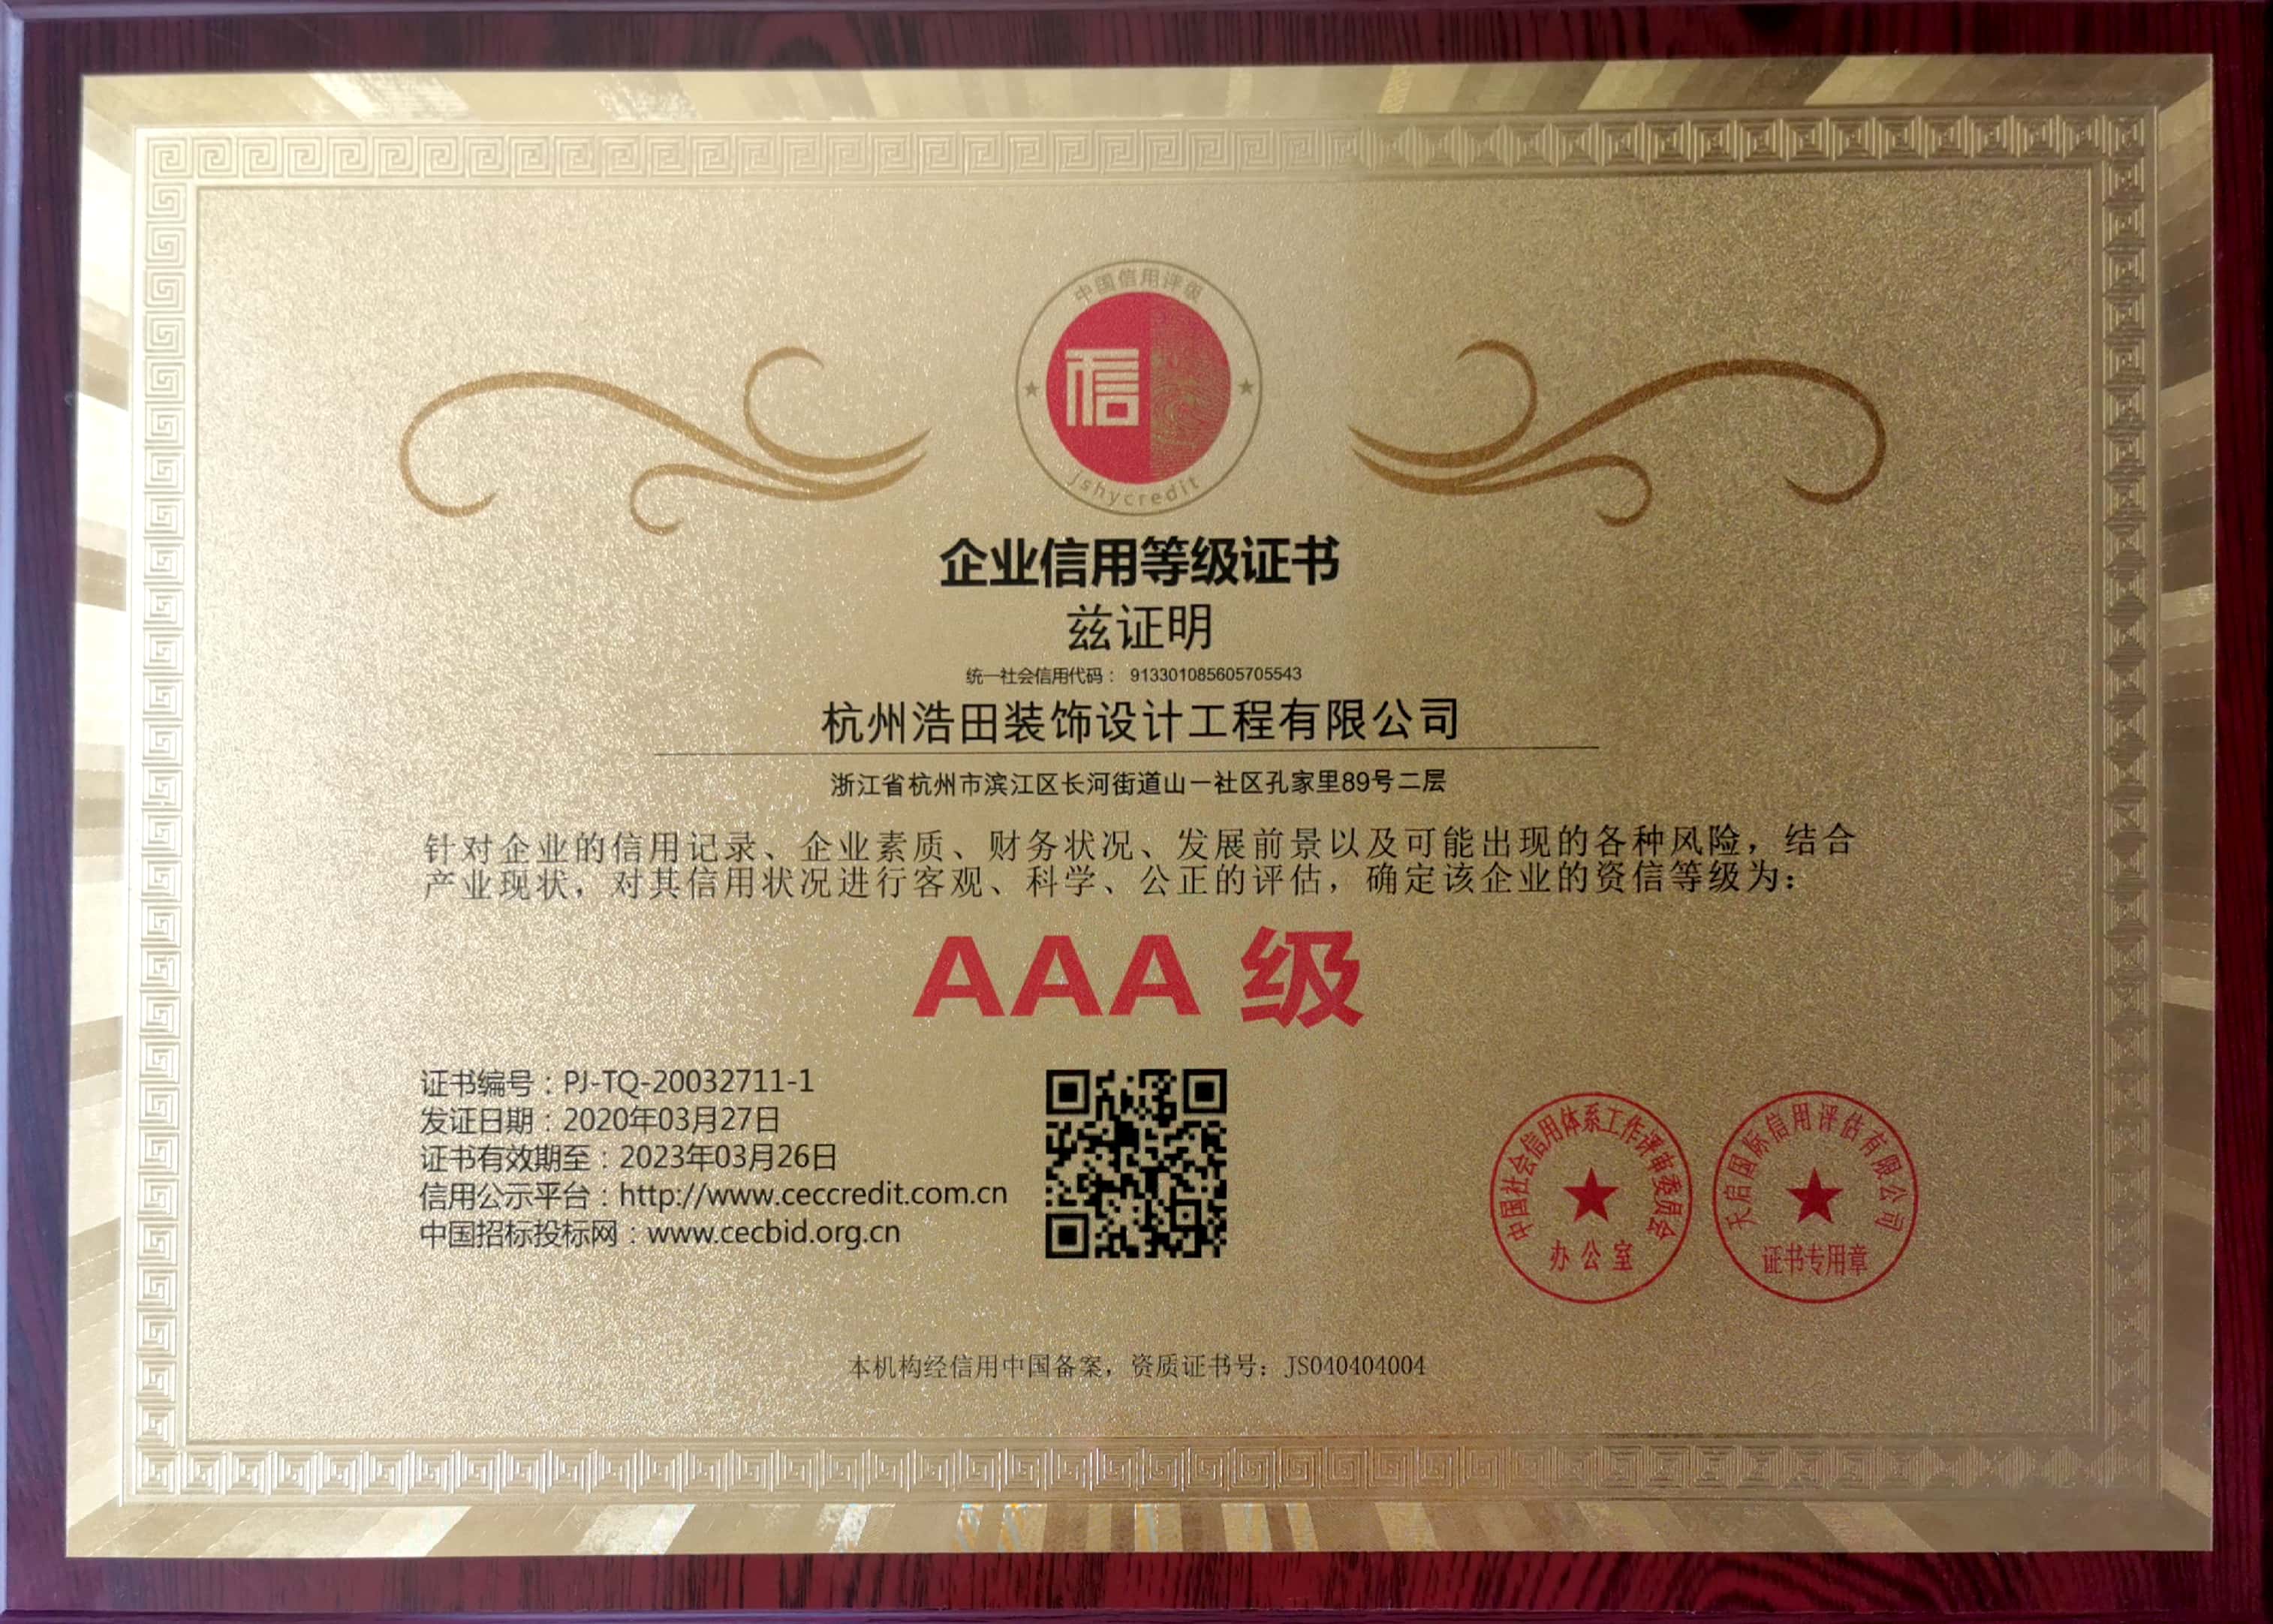 中国信用评级
信
jshycredit
企业信用等级证书
兹证明
统一社会信用代码： 913301085605705543
杭州浩田装饰设计工程有限公司
浙江省杭州市滨江区长河街道山一社区孔家里89号二层
针对企业的信用记录、企业素质、财务状况、发展前景以及可能出现的各种风险，结合
产业现状，对其信用状况进行客观、科学、公正的评估，确定该企业的资信等级为：
AAA 级
证书编号：PJ-TQ-20032711-1
发证日期：2020年03月27日
证书有效期至：2023年03月26日
信用公示平台：http://www.ceccredit.com.cn
中国招标投标网：www.cecbid.org.cn
中国社会信用体系工作评审委员会
办公室
天启国际信用评估有限公司
证书专用章
本机构经信用中国备案，资质证书号：JS040404004